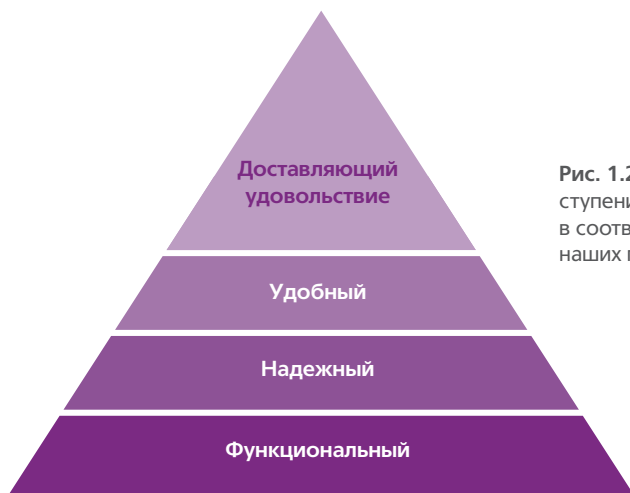 Доставляющий
удовольствие
Удобный
Надежный
Функциональный
Рис. 1.2
ступени
в соотв
наших п